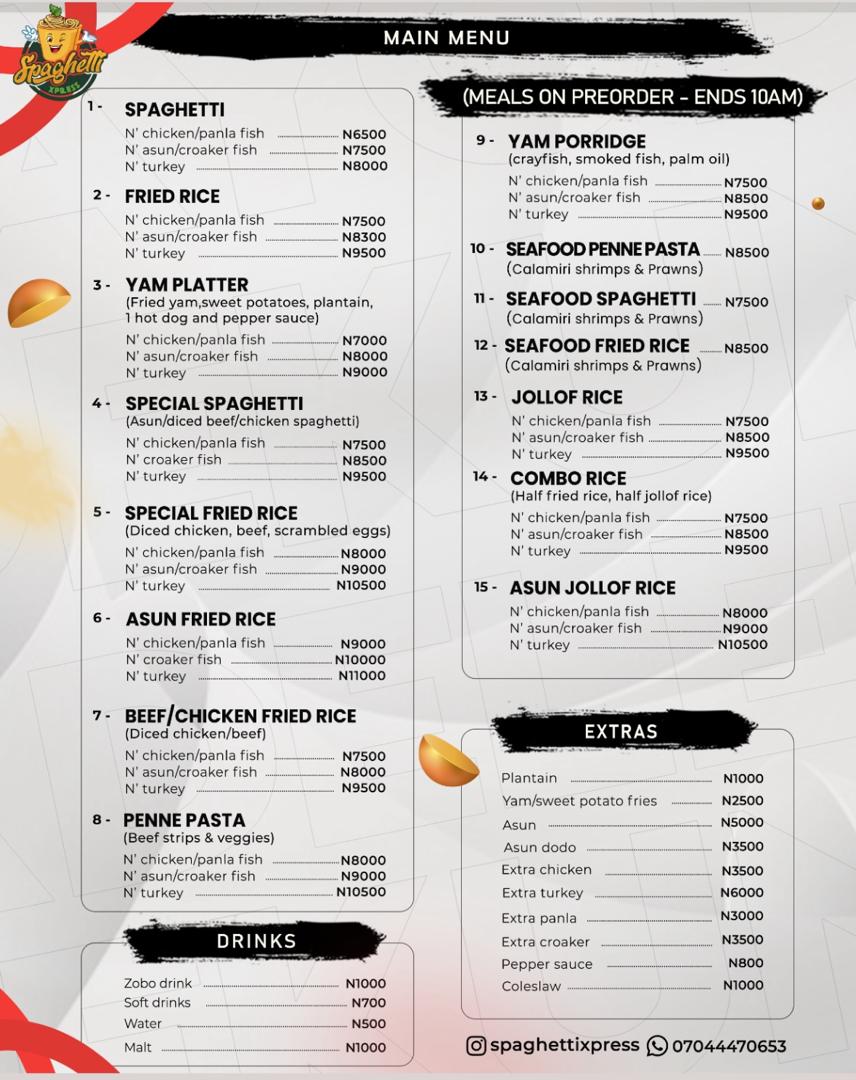 Spaghetti
XPRESS
MAIN MENU
1 - SPAGHETTI
N' chicken/panla fish N6500
N' asun/croaker fish N7500
N' turkey N8000
2 - FRIED RICE
N' chicken/panla fish N7500
N' asun/croaker fish N8300
N' turkey N9500
3 - YAM PLATTER
(Fried yam,sweet potatoes, plantain,
1 hot dog and pepper sauce)
N' chicken/panla fish N7000
N' asun/croaker fish N8000
N' turkey N9000
4 - SPECIAL SPAGHETTI
(Asun/diced beef/chicken spaghetti)
N' chicken/panla fish N7500
N' croaker fish N8500
N' turkey N9500
5 - SPECIAL FRIED RICE
(Diced chicken, beef, scrambled eggs)
N' chicken/panla fish N8000
N' asun/croaker fish N9000
N' turkey N10500
6 - ASUN FRIED RICE
N' chicken/panla fish N9000
N' croaker fish N10000
N' turkey N11000
7 - BEEF/CHICKEN FRIED RICE
(Diced chicken/beef)
N' chicken/panla fish N7500
N' asun/croaker fish N8000
N' turkey N9500
8 - PENNE PASTA
(Beef strips & veggies)
N' chicken/panla fish N8000
N' asun/croaker fish N9000
N' turkey N10500
DRINKS
Zobo drink N1000
Soft drinks N700
Water N500
Malt N1000
(MEALS ON PREORDER - ENDS 10AM)
9 - YAM PORRIDGE
(crayfish, smoked fish, palm oil)
N' chicken/panla fish N7500
N' asun/croaker fish N8500
N' turkey N9500
10 - SEAFOOD PENNE PASTA N8500
(Calamiri shrimps & Prawns)
11 - SEAFOOD SPAGHETTI N7500
(Calamiri shrimps & Prawns)
12 - SEAFOOD FRIED RICE N8500
(Calamiri shrimps & Prawns)
13 - JOLLOF RICE
N' chicken/panla fish N7500
N' asun/croaker fish N8500
N' turkey N9500
14 - COMBO RICE
(Half fried rice, half jollof rice)
N' chicken/panla fish N7500
N' asun/croaker fish N8500
N' turkey N9500
15 - ASUN JOLLOF RICE
N' chicken/panla fish N8000
N' asun/croaker fish N9000
N' turkey N10500
EXTRAS
Plantain N1000
Yam/sweet potato fries N2500
Asun N5000
Asun dodo N3500
Extra chicken N3500
Extra turkey N6000
Extra panla N3000
Extra croaker N3500
Pepper sauce N800
Coleslaw N1000
spaghettixpress 07044470653